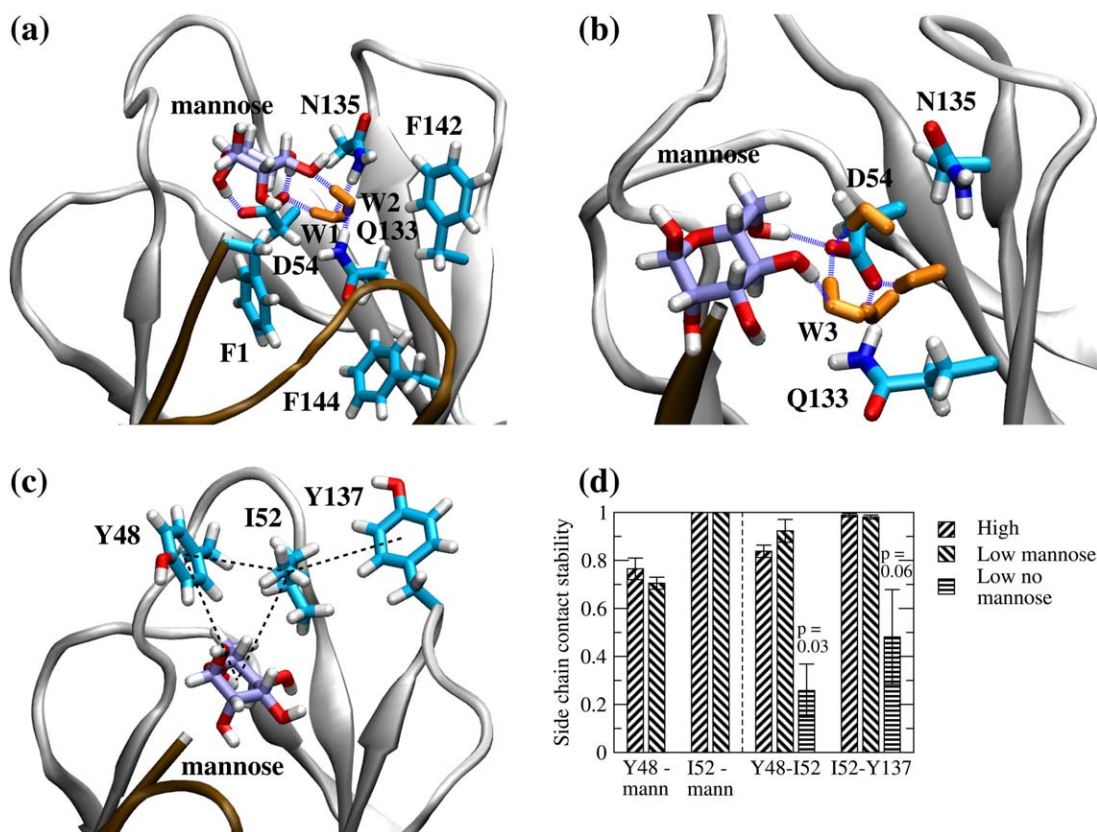 (a)
mannose
N135
F142
W2
W1
Q133
D54
F1
F144
(b)
mannose
N135
D54
W3
Q133
(c)
Y48
I52
Y137
mannose
(d)
Side chain contact stability
1
0.8
0.6
0.4
0.2
0
p =
0.03
p =
0.06
Y48 -
mann
I52 -
mann
Y48-I52
I52-Y137
High
Low mannose
Low no
mannose